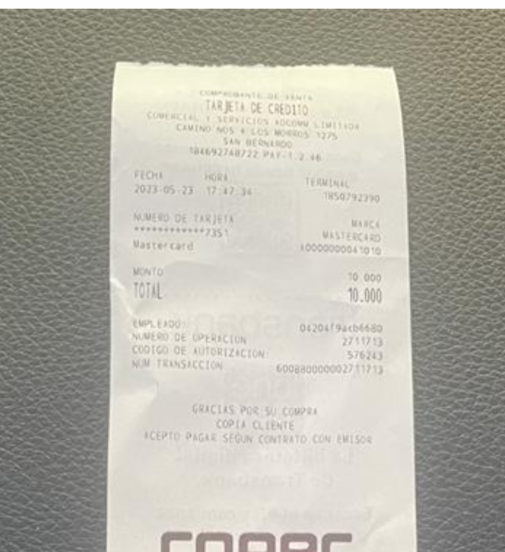 COMPROBANTE DE VENTA
TARJETA DE CREDITO
COMERCIAL Y SERVICIOS ADCOMM LIMITADA
CAMINO NOS A LOS MORROS 1275
SAN BERNARDO
184692748722 PAY-1.2.46
FECHA HORA TERMINAL
2023-05-23 17:47:34 1850792390
NUMERO DE TARJETA MARCA
************7351 MASTERCARD
Mastercard A0000000041010
MONTO 10.000
TOTAL 10.000
EMPLEADO: 04204f9acb6680
NUMERO DE OPERACION 2711713
CODIGO DE AUTORIZACION: 576243
NUM TRANSACCION 600880000002711713
GRACIAS POR SU COMPRA
COPIA CLIENTE
ACEPTO PAGAR SEGUN CONTRATO CON EMISOR